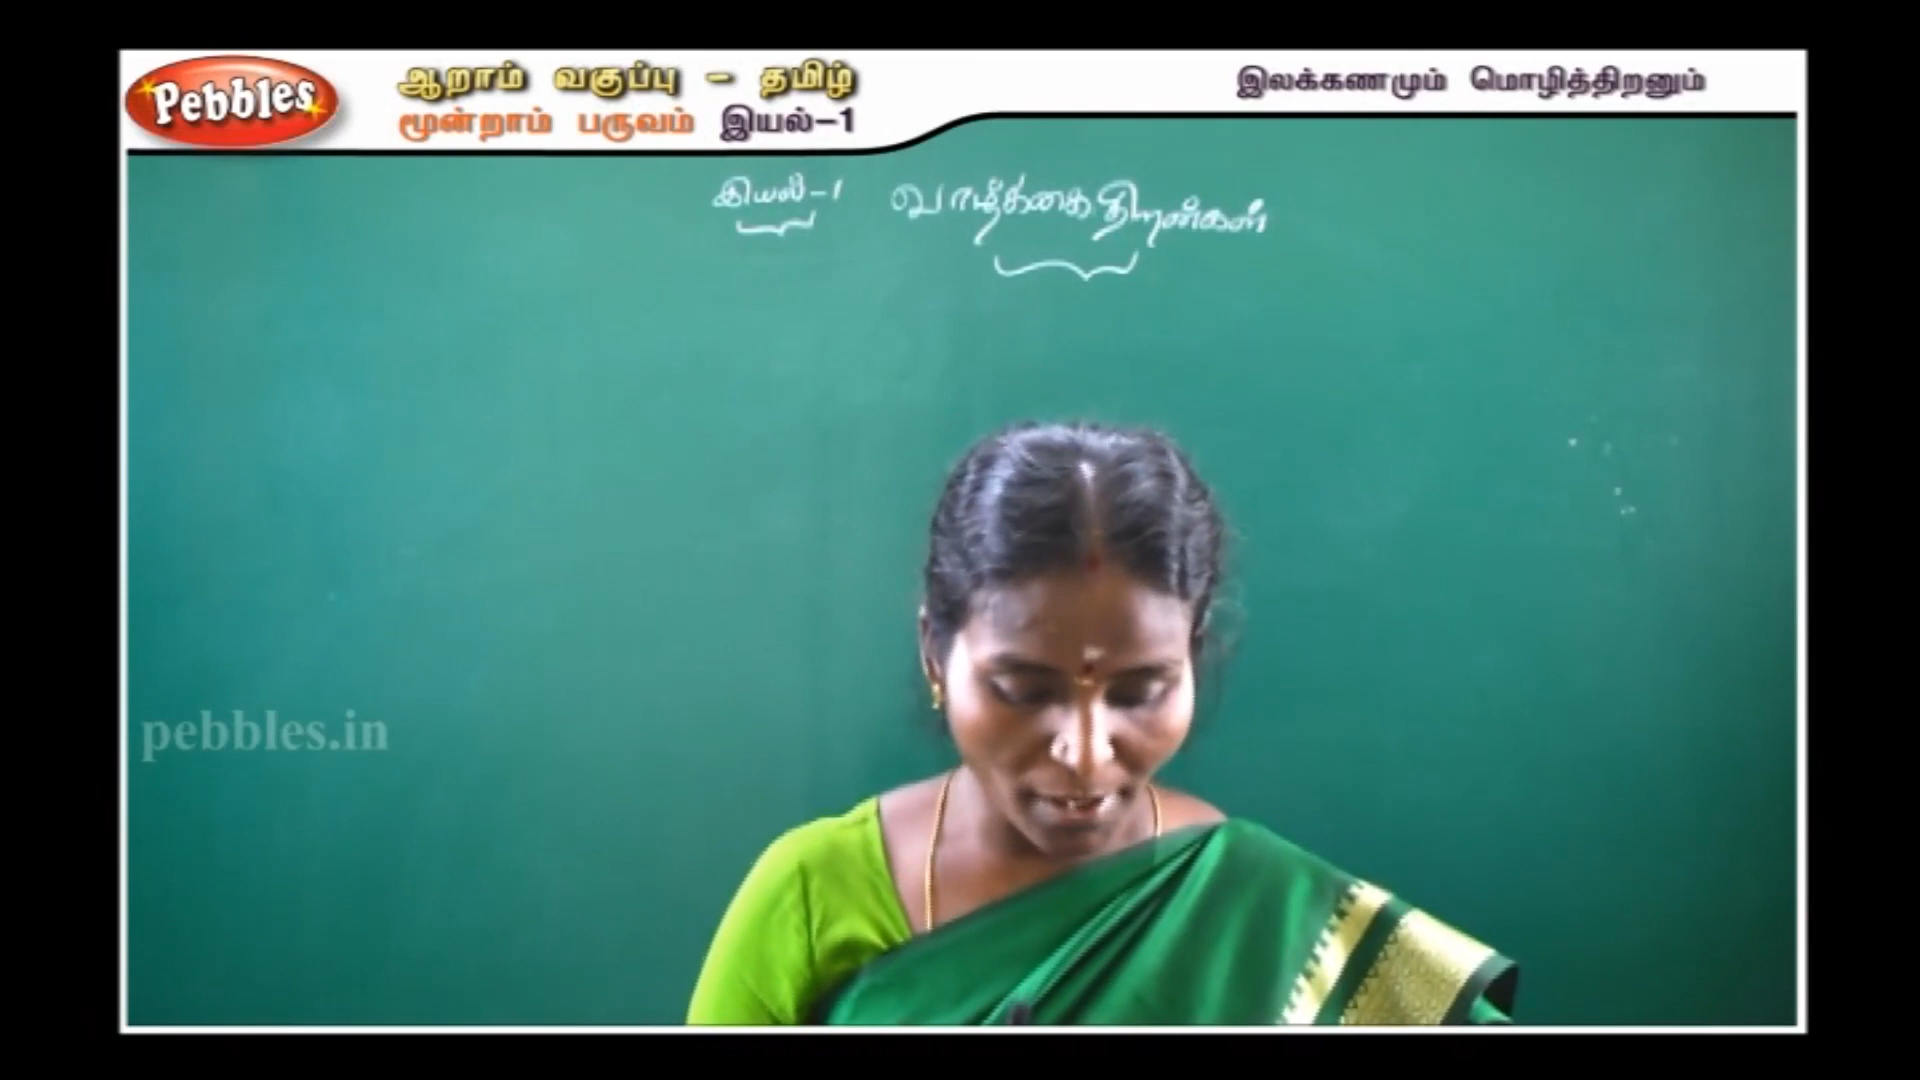 Pebbles
ஆறாம் வகுப்பு - தமிழ்
மூன்றாம் பருவம் இயல்-1
இலக்கணமும் மொழித்திறனும்
இயல்-1 வாழ்க்கை திறன்கள்
pebbles.in